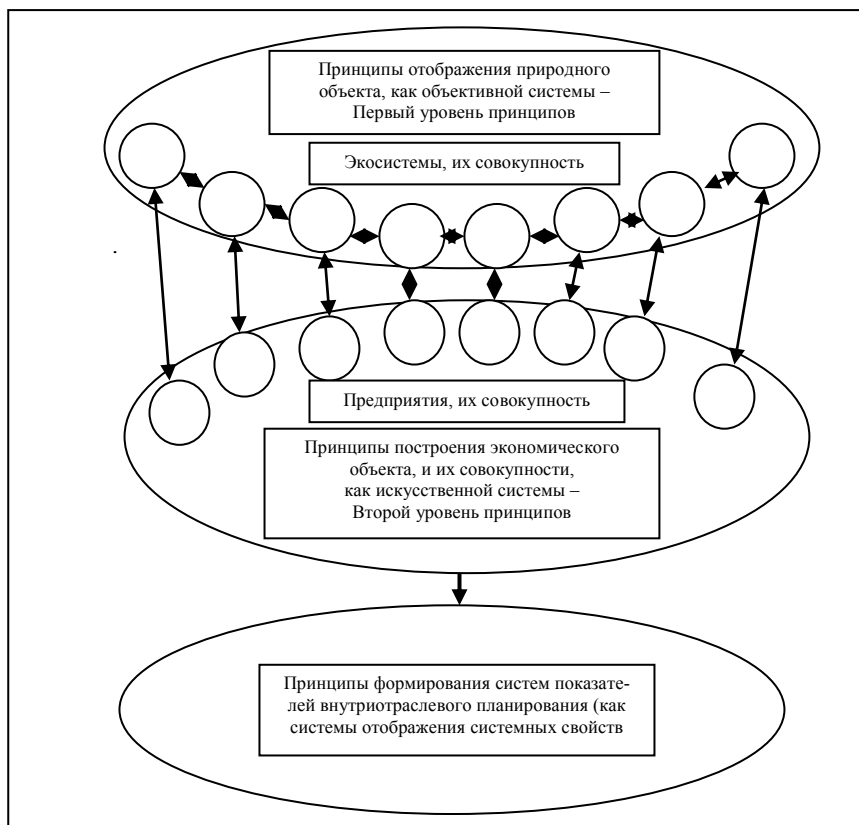 Принципы отображения природного
объекта, как объективной системы –
Первый уровень принципов
Экосистемы, их совокупность
Предприятия, их совокупность
Принципы построения экономического
объекта, и их совокупности,
как искусственной системы –
Второй уровень принципов
Принципы формирования систем показате-
лей внутриотраслевого планирования (как
системы отображения системных свойств